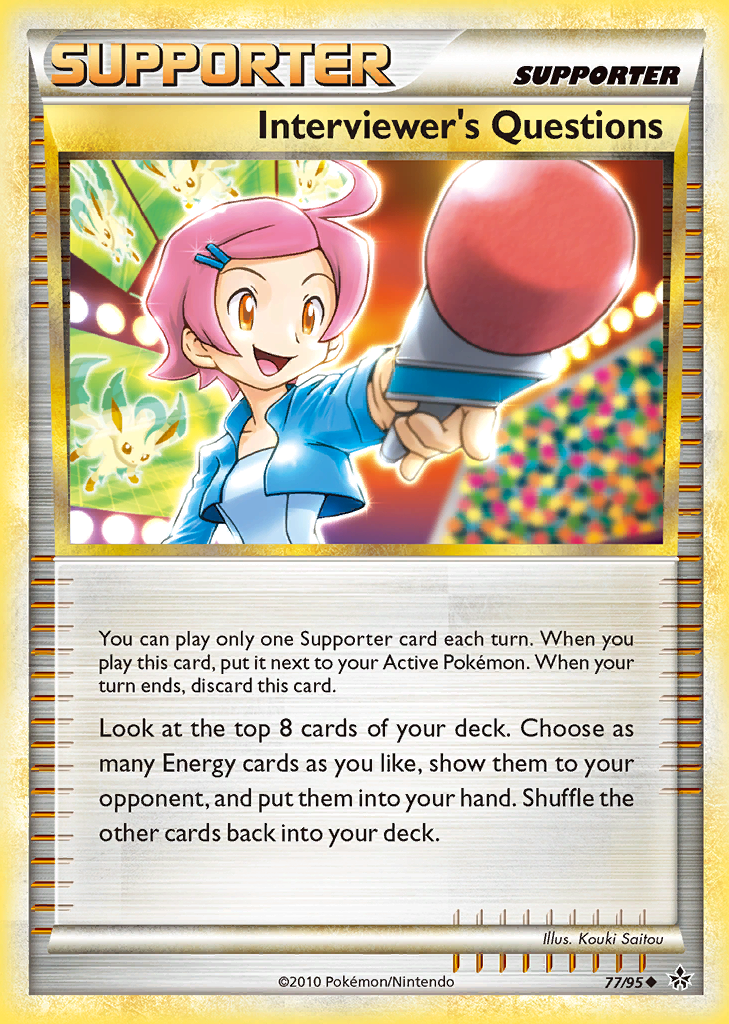 SUPPORTER
SUPPORTER
Interviewer's Questions
You can play only one Supporter card each turn. When you
play this card, put it next to your Active Pokémon. When your
turn ends, discard this card.
Look at the top 8 cards of your deck. Choose as
many Energy cards as you like, show them to your
opponent, and put them into your hand. Shuffle the
other cards back into your deck.
Illus. Kouki Saitou
©2010 Pokémon/Nintendo
77/95